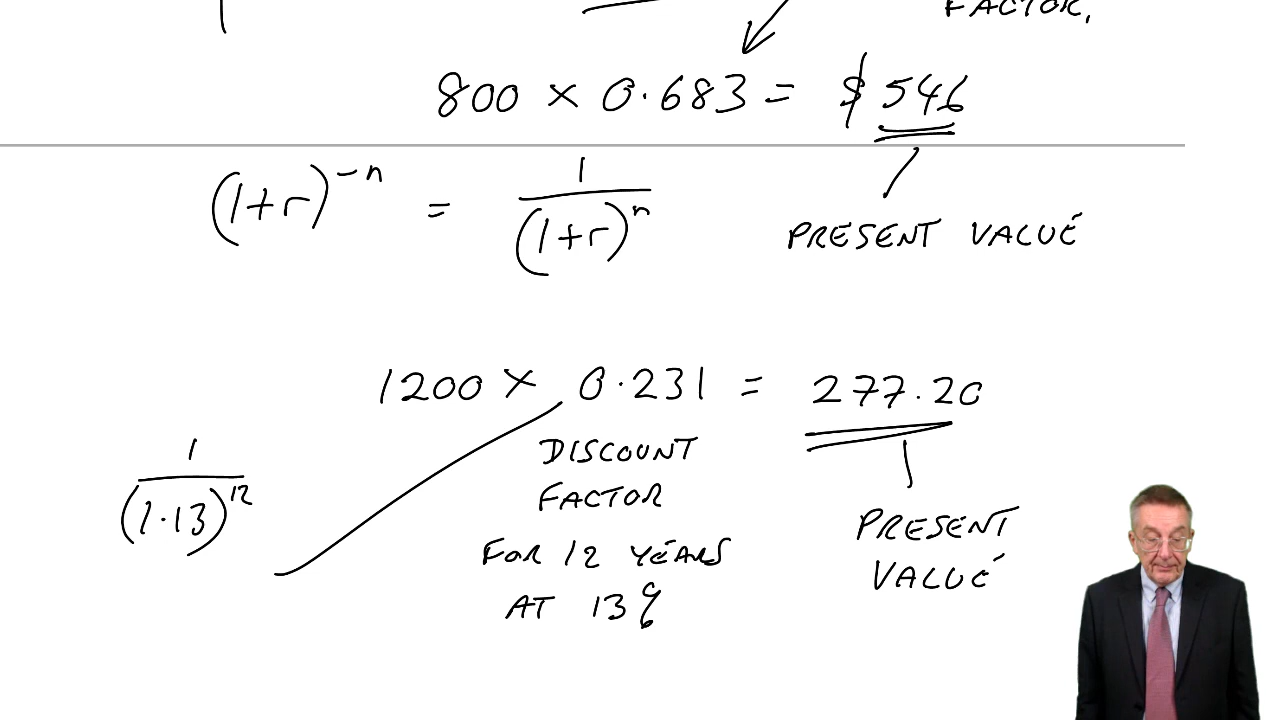 FACTOR.
800 × 0.683 = $546
(1+r)^-n = 1/(1+r)^n
PRESENT VALUE
1200 × 0.231 = 277.20
1/(1.13)^12
DISCOUNT
FACTOR
FOR 12 YEARS
AT 13%
PRESENT
VALUE